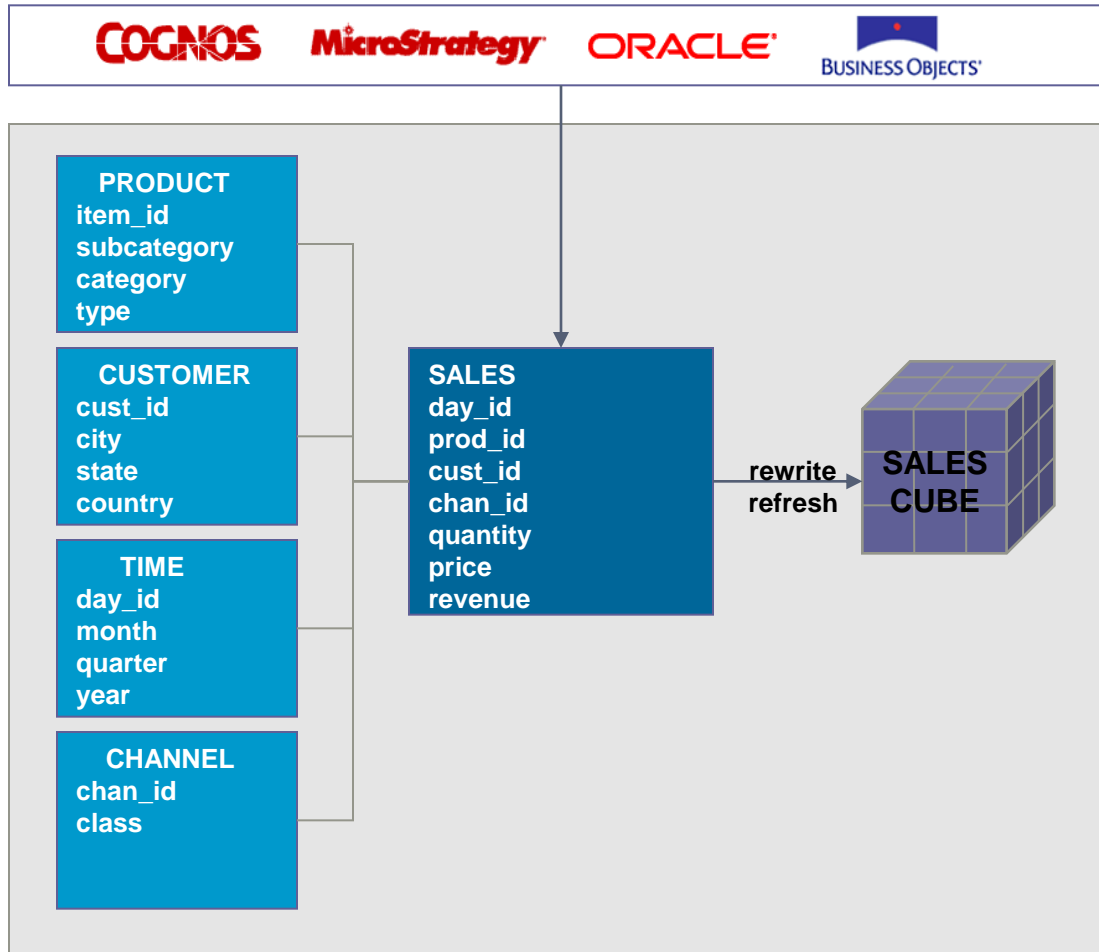 COGNOS
MicroStrategy
ORACLE
BUSINESS OBJECTS
PRODUCT
item_id
subcategory
category
type
CUSTOMER
cust_id
city
state
country
TIME
day_id
month
quarter
year
CHANNEL
chan_id
class
SALES
day_id
prod_id
cust_id
chan_id
quantity
price
revenue
rewrite
refresh
SALES
CUBE